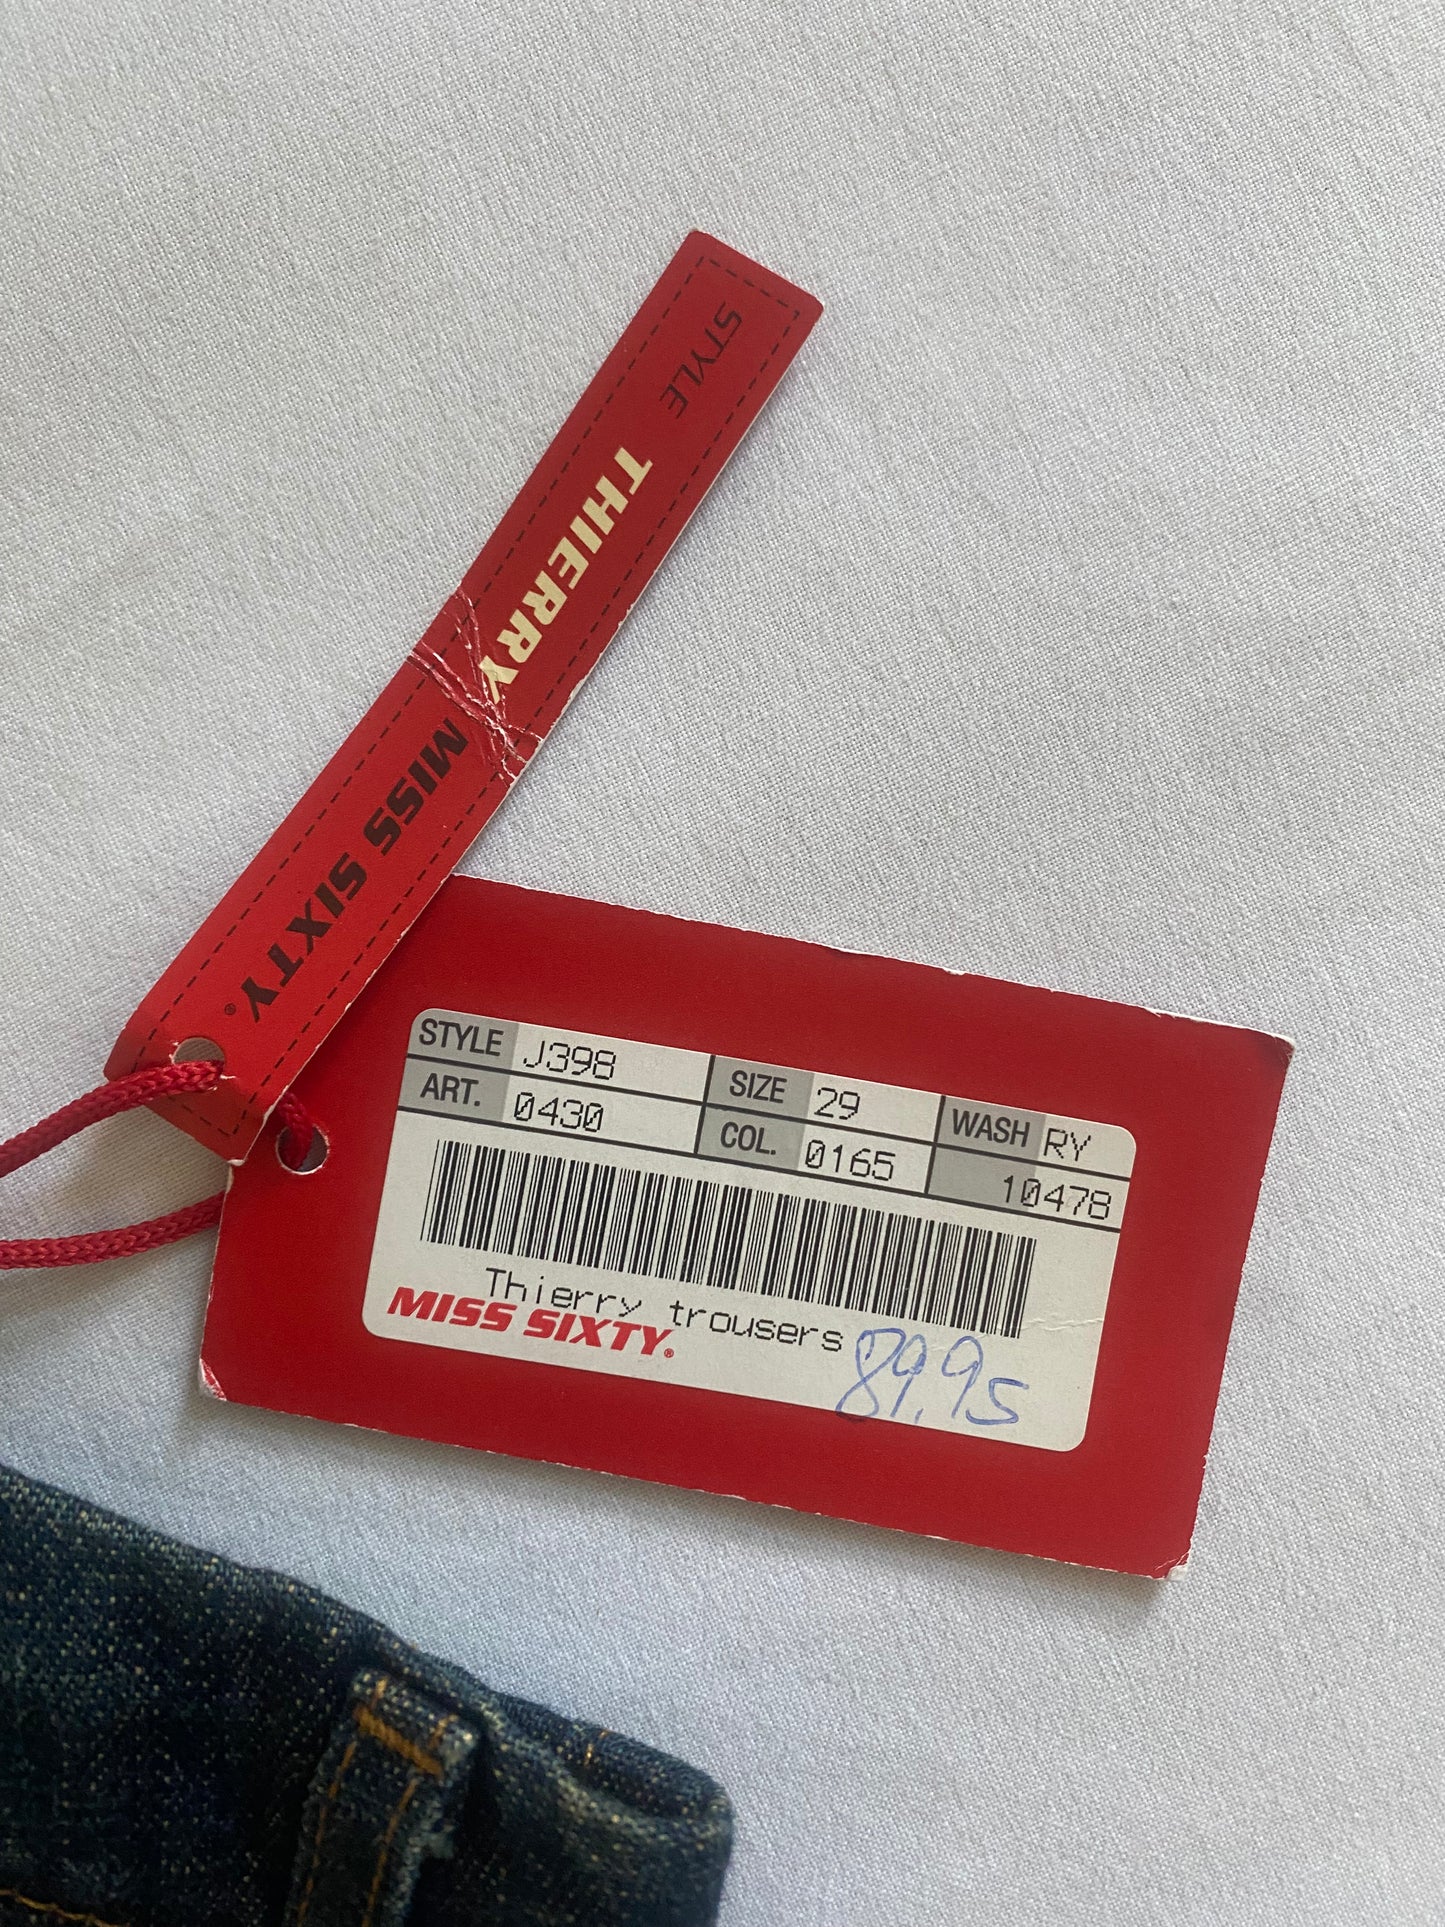 STYLE THIERRY MISS SIXTY®
STYLE J398 SIZE 29 WASH RY
ART. 0430 COL. 0165 10478
Thierry trousers
MISS SIXTY®
89,95